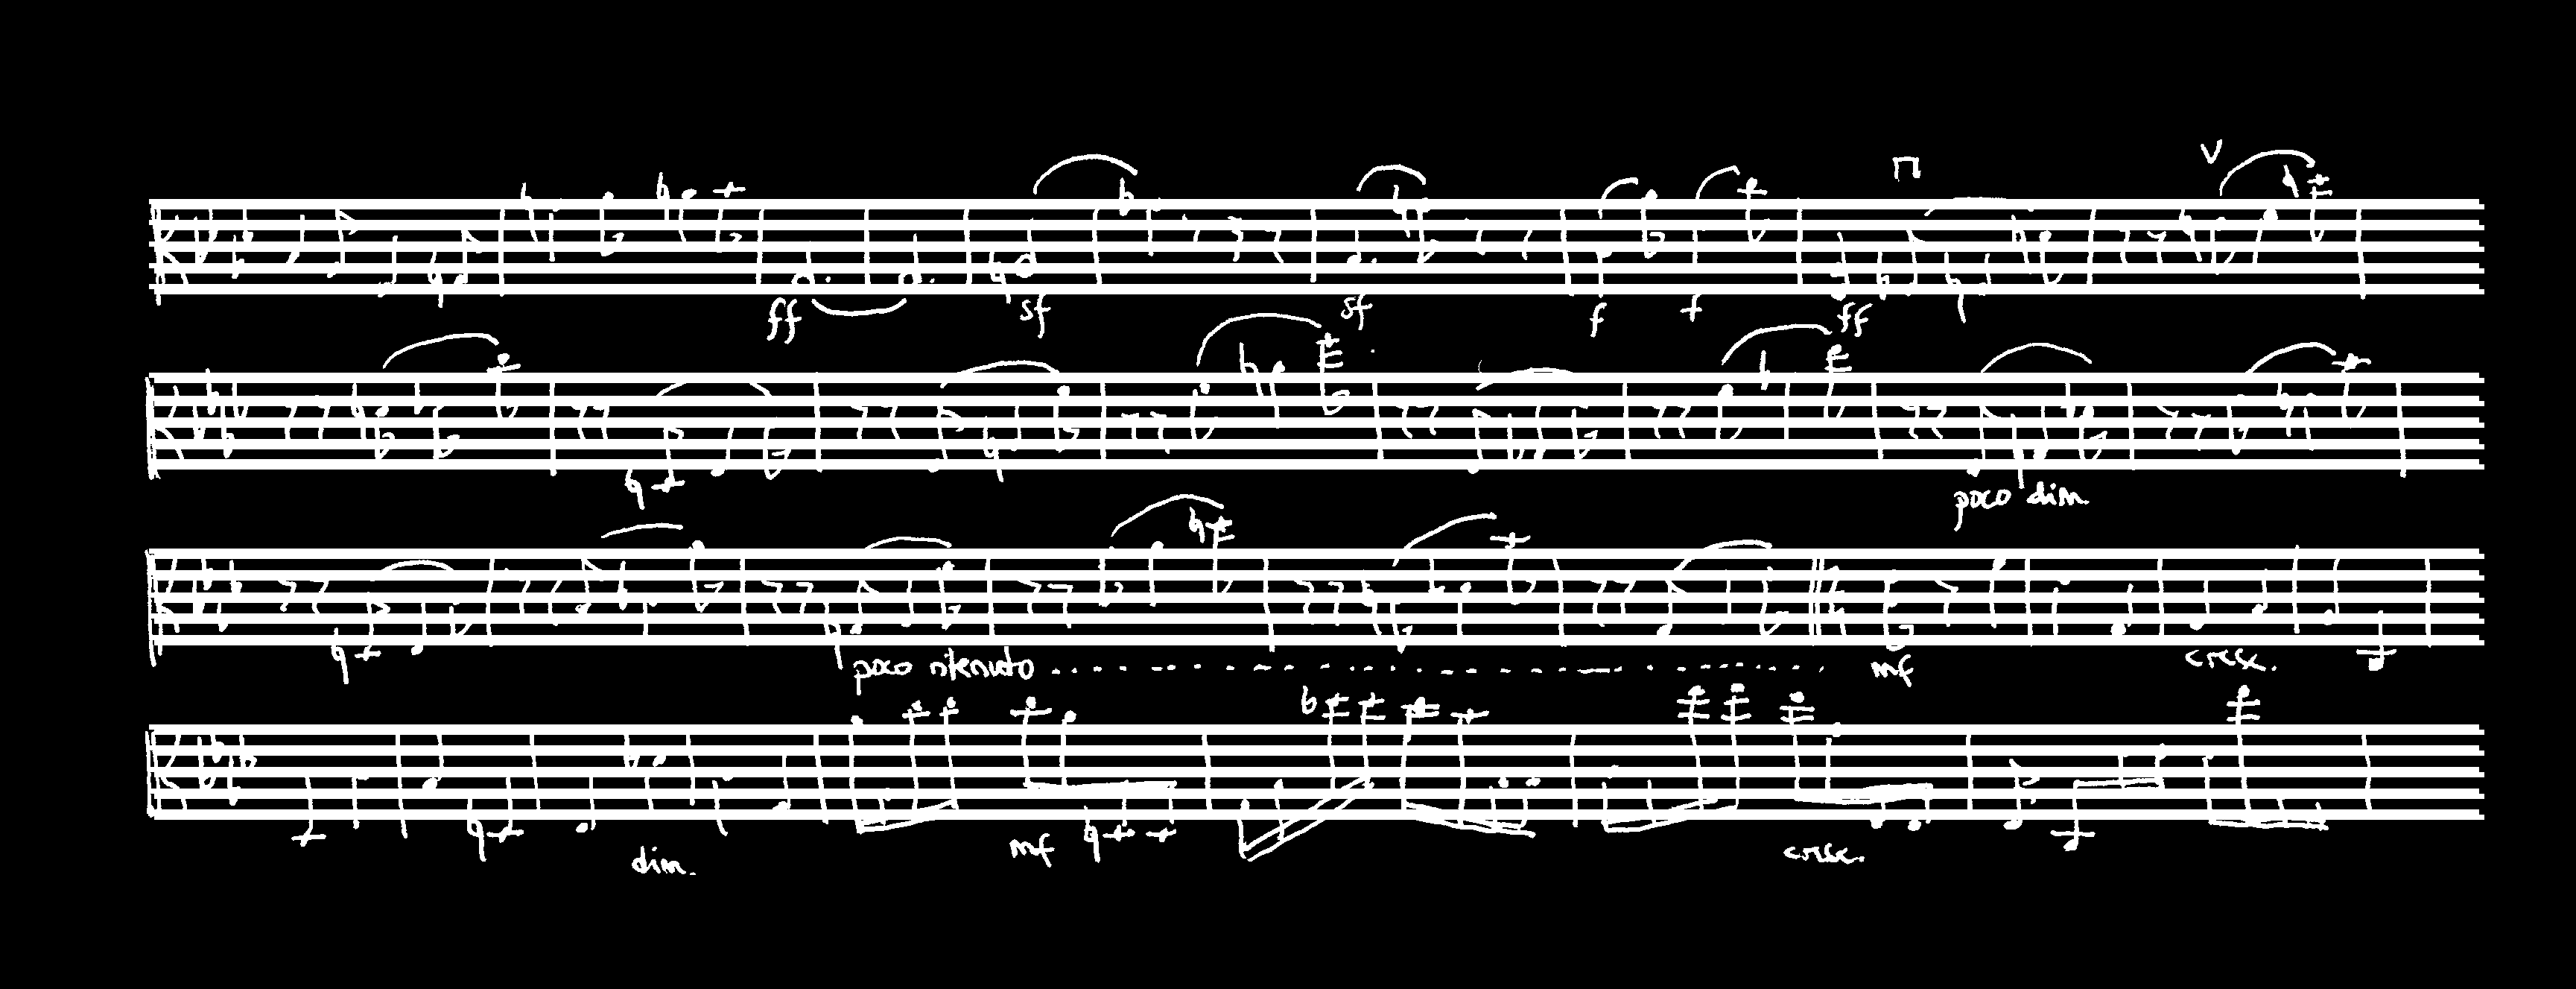 ff sf sf f f ff
poco dim.
poco ritenuto mf cresc.
dim. mf cresc.